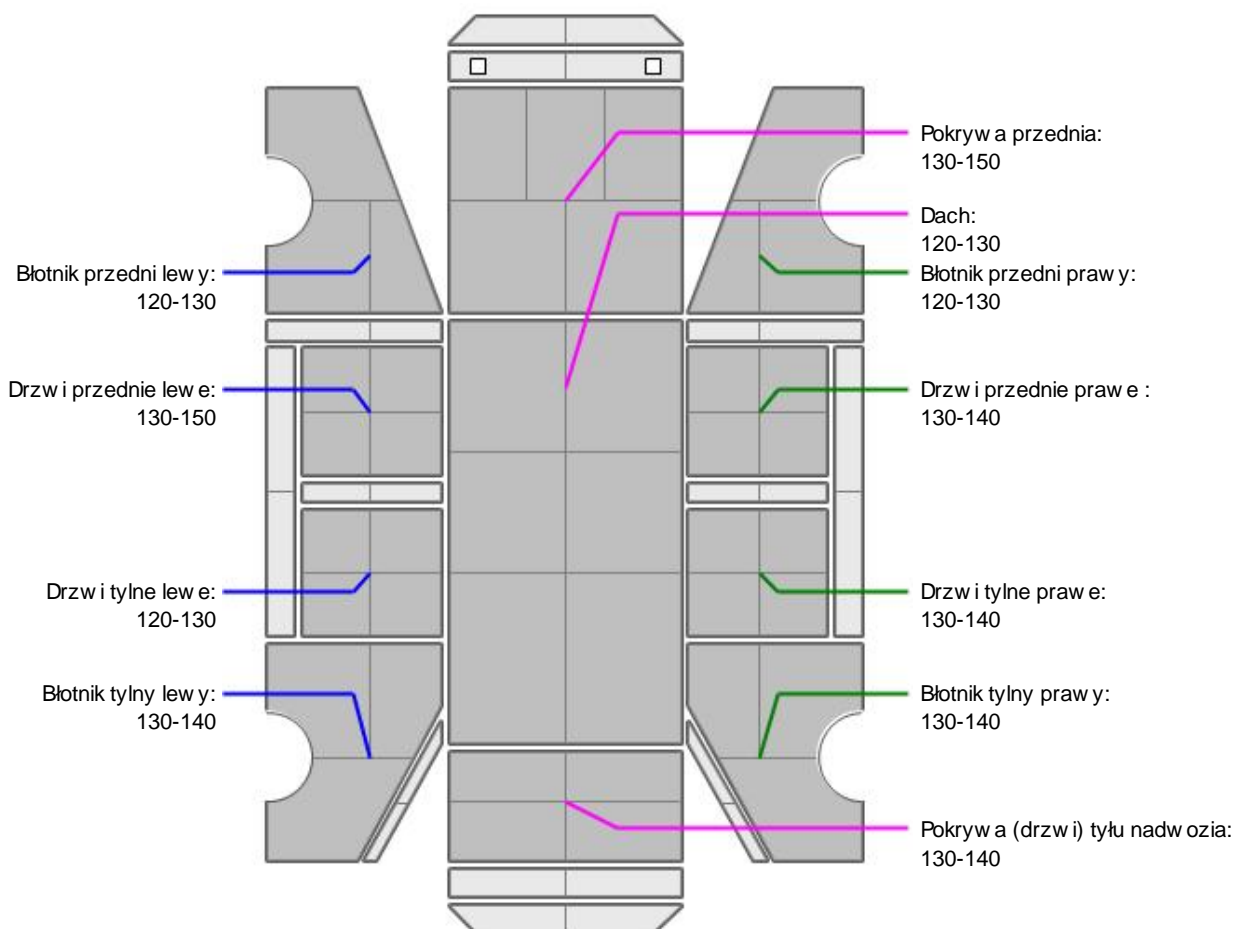 Pokrywa przednia:
130-150
Dach:
120-130
Błotnik przedni lewy:
120-130
Błotnik przedni prawy:
120-130
Drzwi przednie lewe:
130-150
Drzwi przednie prawe :
130-140
Drzwi tylne lewe:
120-130
Drzwi tylne prawe:
130-140
Błotnik tylny lewy:
130-140
Błotnik tylny prawy:
130-140
Pokrywa (drzwi) tyłu nadwozia:
130-140